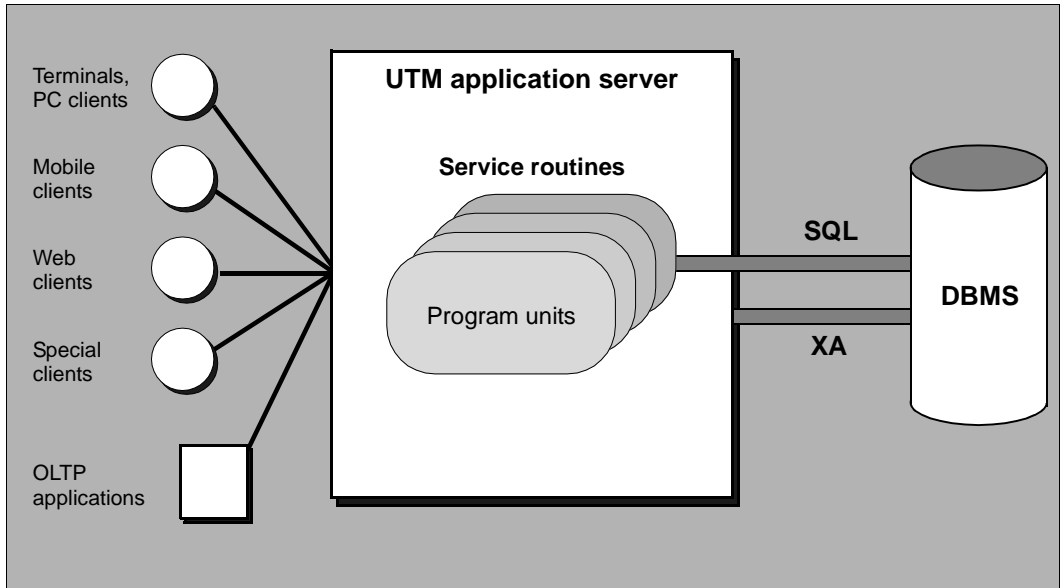 Terminals,
PC clients
Mobile
clients
Web
clients
Special
clients
OLTP
applications
UTM application server
Service routines
Program units
SQL
XA
DBMS